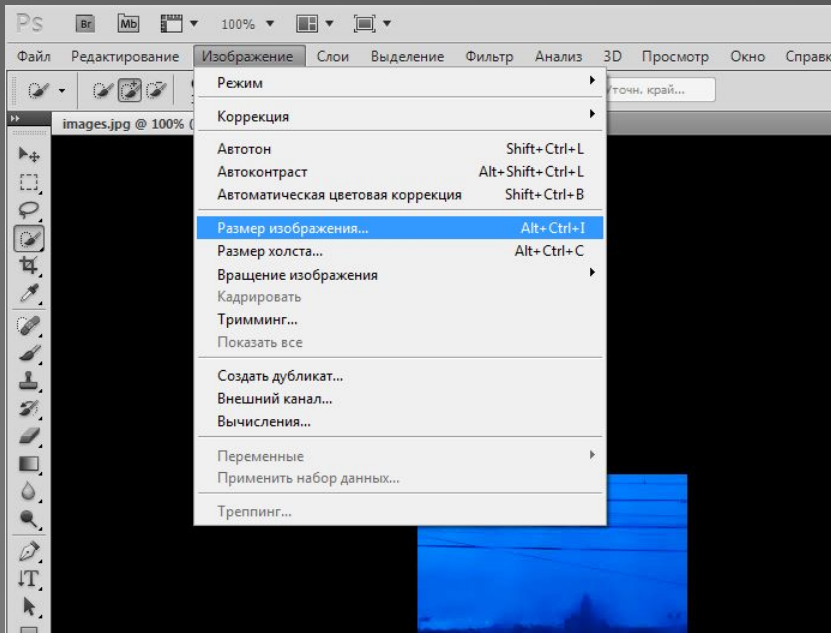 Ps Br Mb 100%
Файл Редактирование Изображение Слои Выделение Фильтр Анализ 3D Просмотр Окно Справк
Уточн. край...
images.jpg @ 100% (
Режим
Коррекция
Автотон Shift+Ctrl+L
Автоконтраст Alt+Shift+Ctrl+L
Автоматическая цветовая коррекция Shift+Ctrl+B
Размер изображения... Alt+Ctrl+I
Размер холста... Alt+Ctrl+C
Вращение изображения
Кадрировать
Тримминг...
Показать все
Создать дубликат...
Внешний канал...
Вычисления...
Переменные
Применить набор данных...
Треппинг...